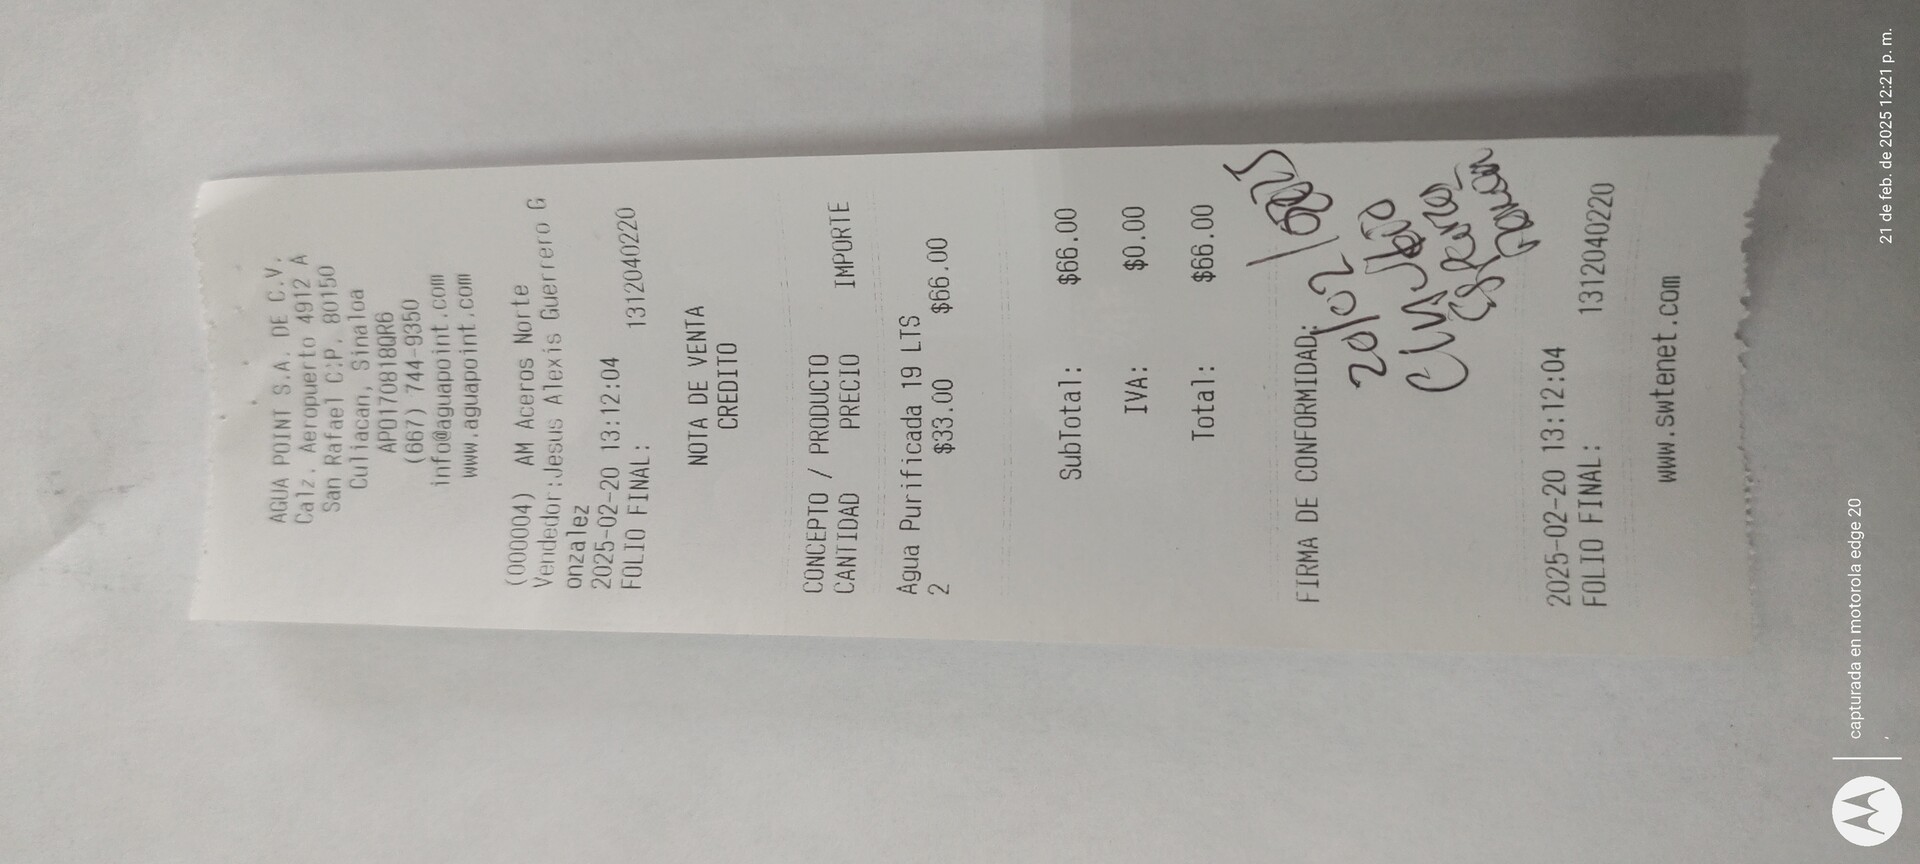 AGUA POINT S.A. DE C.V.
Calz. Aeropuerto 4912 A
San Rafael C:P. 80150
Culiacan, Sinaloa
APO170818QR6
(667) 744-9350
info@aguapoint.com
www.aguapoint.com
(000004) AM Aceros Norte
Vendedor:Jesus Alexis Guerrero G
onzalez
2025-02-20 13:12:04
FOLIO FINAL: 1312040220
NOTA DE VENTA
CREDITO
CONCEPTO / PRODUCTO
CANTIDAD PRECIO IMPORTE
Agua Purificada 19 LTS
2 $33.00 $66.00
SubTotal: $66.00
IVA: $0.00
Total: $66.00
FIRMA DE CONFORMIDAD:
20/02/2025
2025-02-20 13:12:04
FOLIO FINAL: 1312040220
www.swtenet.com
capturada en motorola edge 20
21 de feb. de 2025 12:21 p. m.